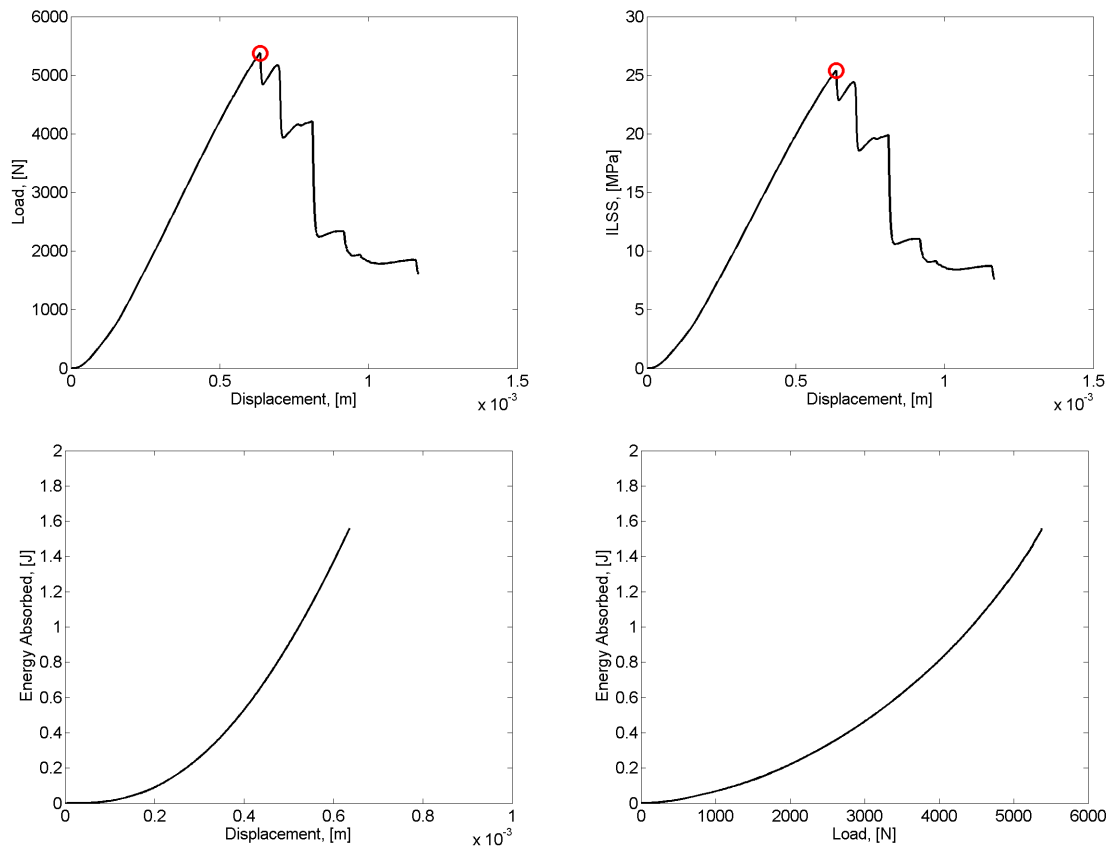 6000
5000
4000
3000
2000
1000
0
Load, [N]
0 0.5 1 1.5
Displacement, [m]
x 10^-3
30
25
20
15
10
5
0
ILSS, [MPa]
0 0.5 1 1.5
Displacement, [m]
x 10^-3
2
1.8
1.6
1.4
1.2
1
0.8
0.6
0.4
0.2
0
Energy Absorbed, [J]
0 0.2 0.4 0.6 0.8 1
Displacement, [m]
x 10^-3
2
1.8
1.6
1.4
1.2
1
0.8
0.6
0.4
0.2
0
Energy Absorbed, [J]
0 1000 2000 3000 4000 5000 6000
Load, [N]